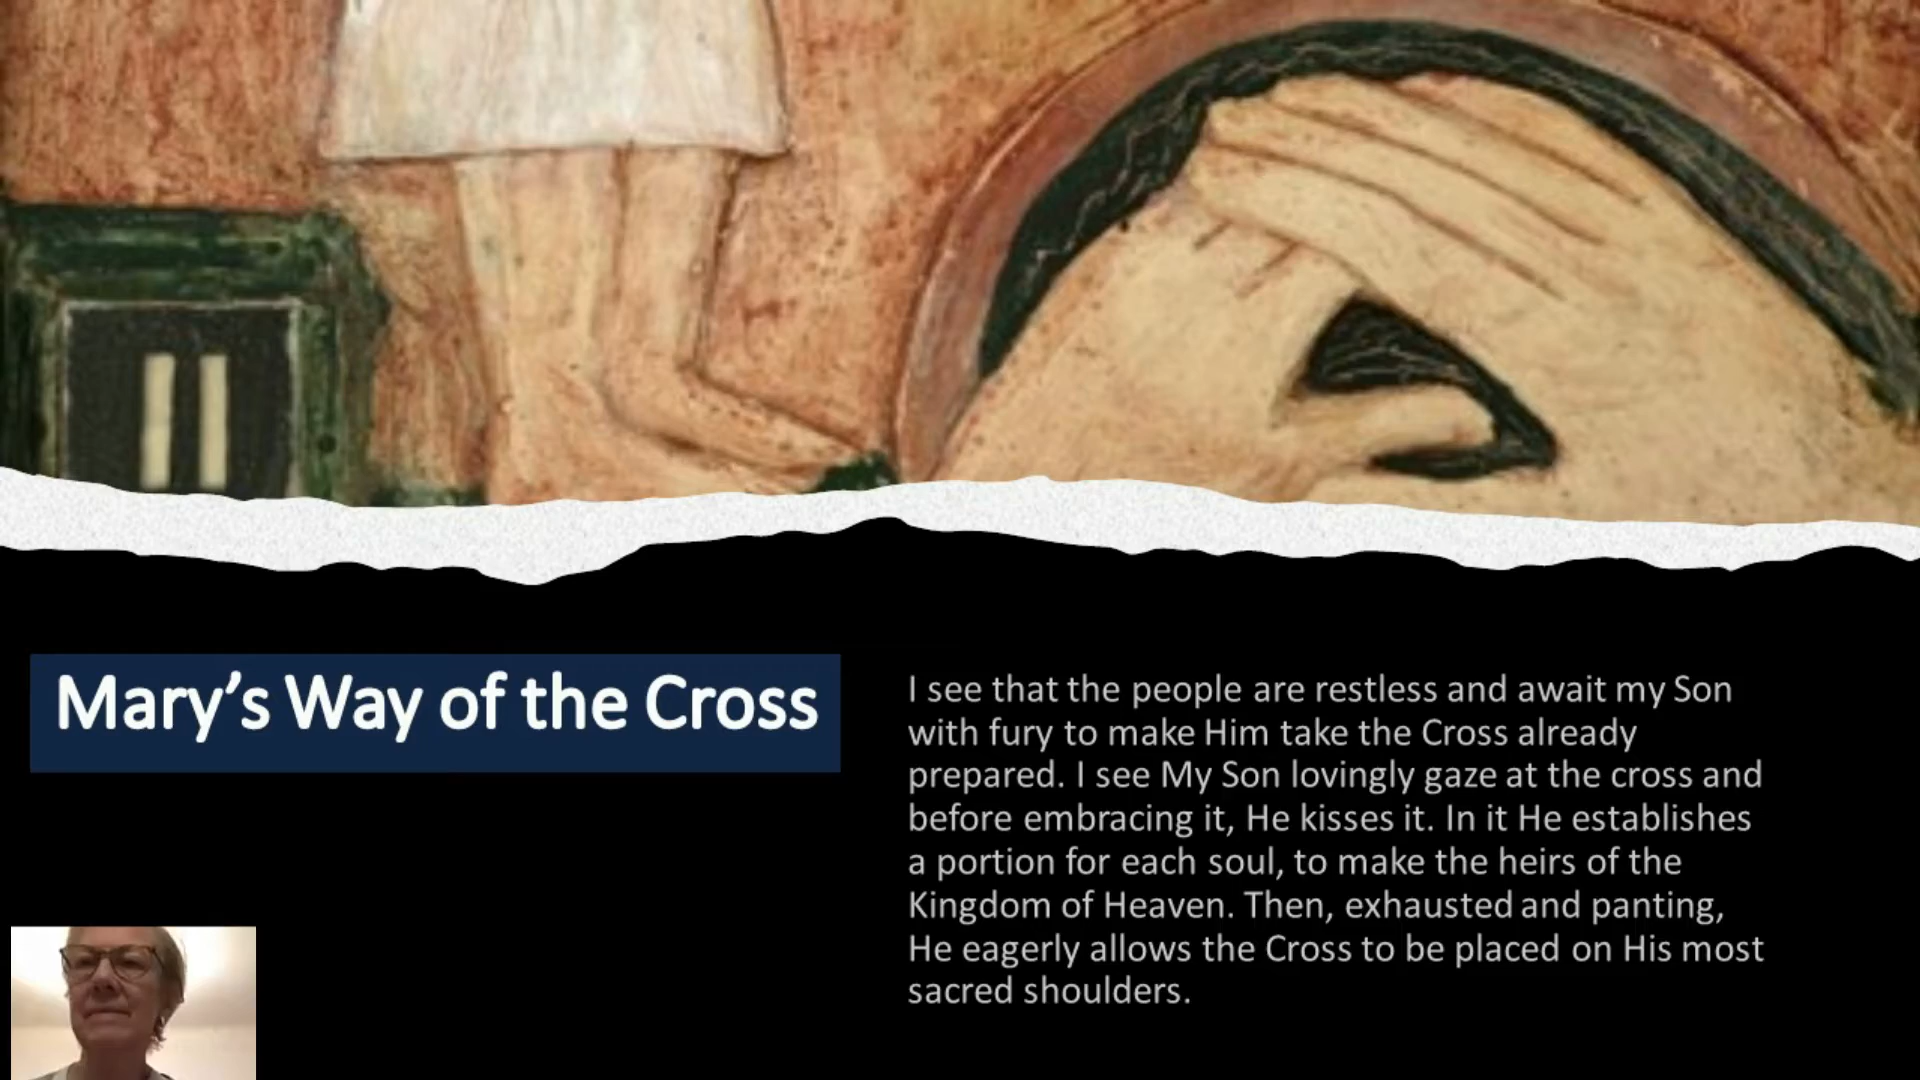 II
Mary's Way of the Cross
I see that the people are restless and await my Son
with fury to make Him take the Cross already
prepared. I see My Son lovingly gaze at the cross and
before embracing it, He kisses it. In it He establishes
a portion for each soul, to make the heirs of the
Kingdom of Heaven. Then, exhausted and panting,
He eagerly allows the Cross to be placed on His most
sacred shoulders.